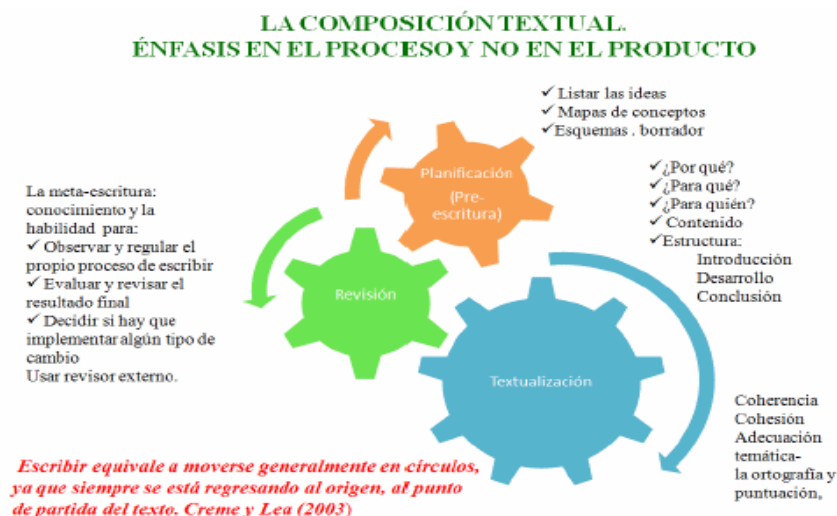 LA COMPOSICIÓN TEXTUAL.
ÉNFASIS EN EL PROCESO Y NO EN EL PRODUCTO
✓ Listar las ideas
✓ Mapas de conceptos
✓Esquemas . borrador
Planificación
(Pre-
escritura)
✓¿Por qué?
✓¿Para qué?
✓¿Para quién?
✓ Contenido
✓Estructura:
Introducción
Desarrollo
Conclusión
La meta-escritura:
conocimiento y la
habilidad para:
✓ Observar y regular el
propio proceso de escribir
✓ Evaluar y revisar el
resultado final
✓ Decidir si hay que
implementar algún tipo de
cambio
Usar revisor externo.
Revisión
Textualización
Coherencia
Cohesión
Adecuación
temática-
la ortografía y
puntuación,
Escribir equivale a moverse generalmente en círculos,
ya que siempre se está regresando al origen, al punto
de partida del texto. Creme y Lea (2003)